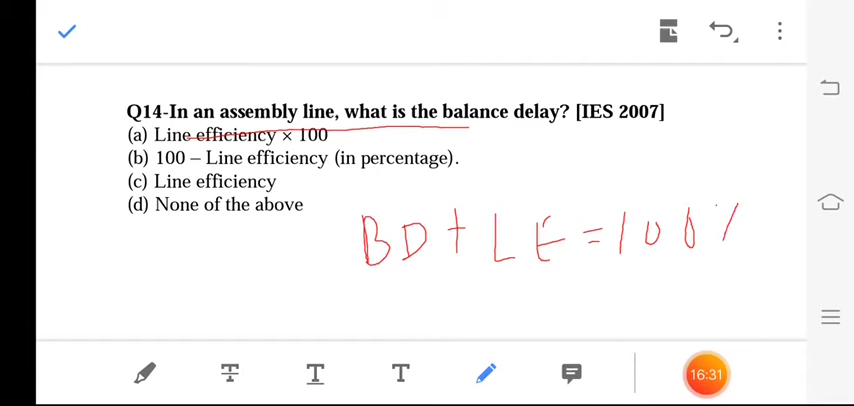 Q14-In an assembly line, what is the balance delay? [IES 2007]
(a) Line efficiency × 100
(b) 100 – Line efficiency (in percentage).
(c) Line efficiency
(d) None of the above
BD + LE = 100%
T T T
16:31